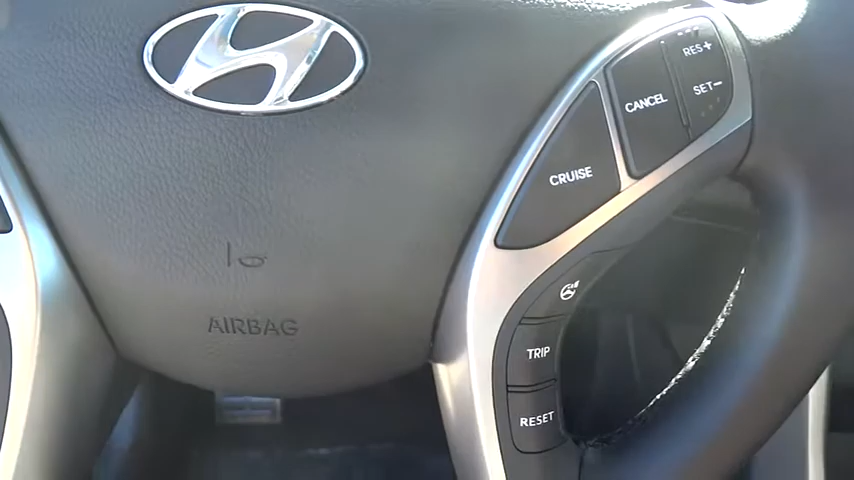 RES+
CANCEL
SET−
CRUISE
AIRBAG
TRIP
RESET